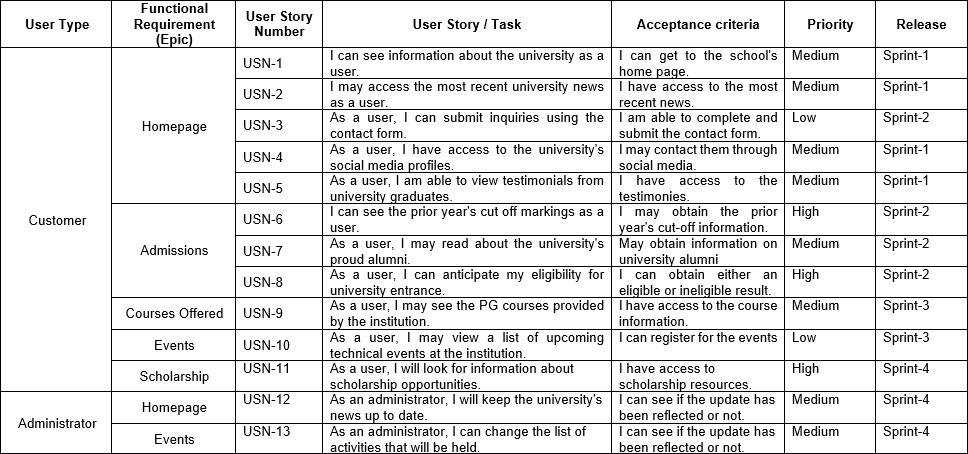 User Type
Functional
Requirement
(Epic)
User Story
Number
User Story / Task
Acceptance criteria
Priority
Release
Customer
Homepage
USN-1
I can see information about the university as a
user.
I can get to the school's
home page.
Medium
Sprint-1
USN-2
I may access the most recent university news
as a user.
I have access to the most
recent news.
Medium
Sprint-1
USN-3
As a user, I can submit inquiries using the
contact form.
I am able to complete and
submit the contact form.
Low
Sprint-2
USN-4
As a user, I have access to the university's
social media profiles.
I may contact them through
social media.
Medium
Sprint-1
USN-5
As a user, I am able to view testimonials from
university graduates.
I have access to the
testimonies.
Medium
Sprint-1
Admissions
USN-6
I can see the prior year's cut off markings as a
user.
I may obtain the prior
year's cut-off information.
High
Sprint-2
USN-7
As a user, I may read about the university's
proud alumni.
May obtain information on
university alumni
Medium
Sprint-2
USN-8
As a user, I can anticipate my eligibility for
university entrance.
I can obtain either an
eligible or ineligible result.
High
Sprint-2
Courses Offered
USN-9
As a user, I may see the PG courses provided
by the institution.
I have access to the course
information.
Medium
Sprint-3
Events
USN-10
As a user, I may view a list of upcoming
technical events at the institution.
I can register for the events
Low
Sprint-3
Scholarship
USN-11
As a user, I will look for information about
scholarship opportunities.
I have access to
scholarship resources.
High
Sprint-4
Administrator
Homepage
USN-12
As an administrator, I will keep the university's
news up to date.
I can see if the update has
been reflected or not.
Medium
Sprint-4
Events
USN-13
As an administrator, I can change the list of
activities that will be held.
I can see if the update has
been reflected or not.
Medium
Sprint-4